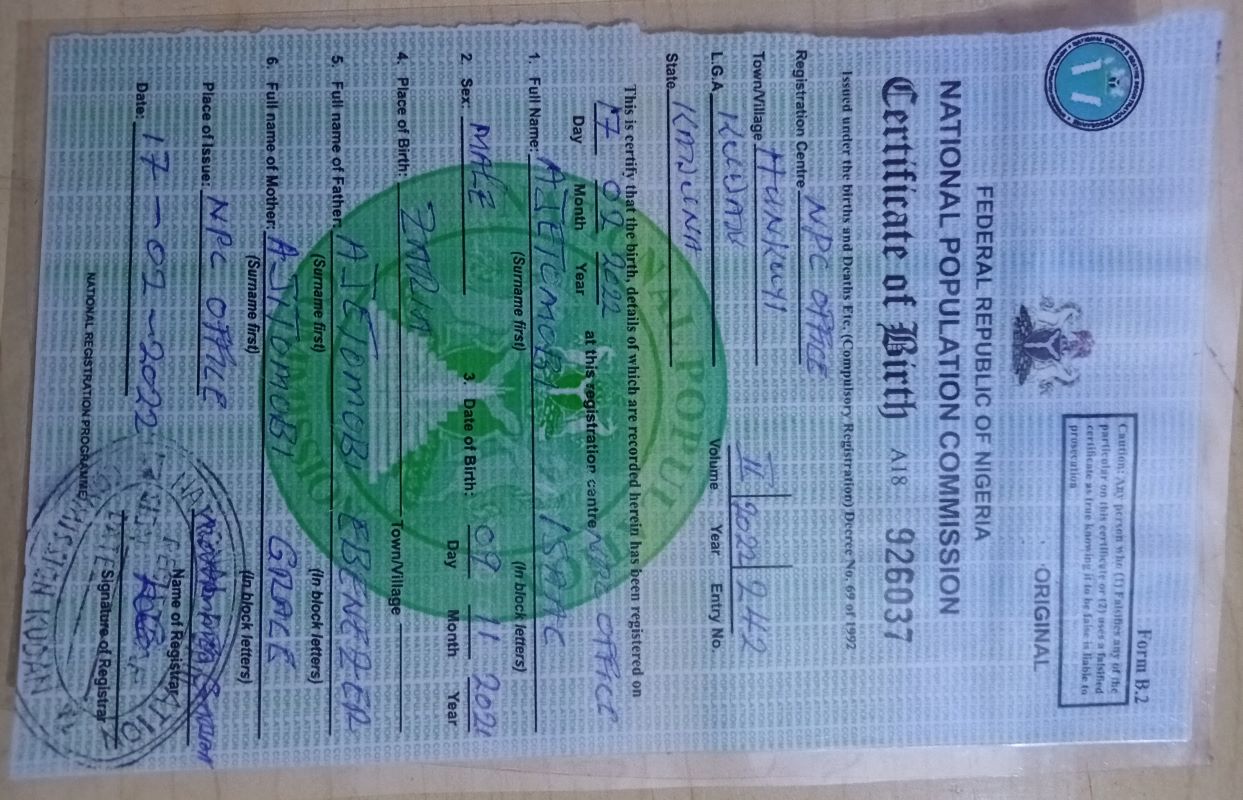 Form B.2
Caution: Any person who (1) Falsifies any of the particular on this certificate or (2) uses a falsified certificate as true knowing it to be false is liable to prosecution
ORIGINAL
FEDERAL REPUBLIC OF NIGERIA
NATIONAL POPULATION COMMISSION
Certificate of Birth A18 926037
Issued under the births and Deaths Etc. (Compulsory Registration) Decree No. 69 of 1992
Registration Centre NPC OFFICE
Town/Village HUNKUYI
L.G.A KUDAN
State KADUNA
II 2022 242
Volume Year Entry No.
This is certify that the birth, details of which are recorded herein has been registered on
17 02 2022 at this registration centre NPC OFFICE
Day Month Year
1. Full Name: AJETOMOBI ISAAC
(Surname first) (In block letters)
2 Sex: MALE 3. Date of Birth: 09 11 2021
Day Month Year
4. Place of Birth: ZARIA Town/Village
5. Full name of Father: AJETOMOBI EBENEZER
(Surname first) (In block letters)
6. Full name of Mother: AJTOMOBI GRACE
(Surname first) (In block letters)
Place of Issue: NPC OFFICE
Name of Registrar
Date: 17-02-2022
Signature of Registrar
NATIONAL REGISTRATION PROGRAMME
KUDAN